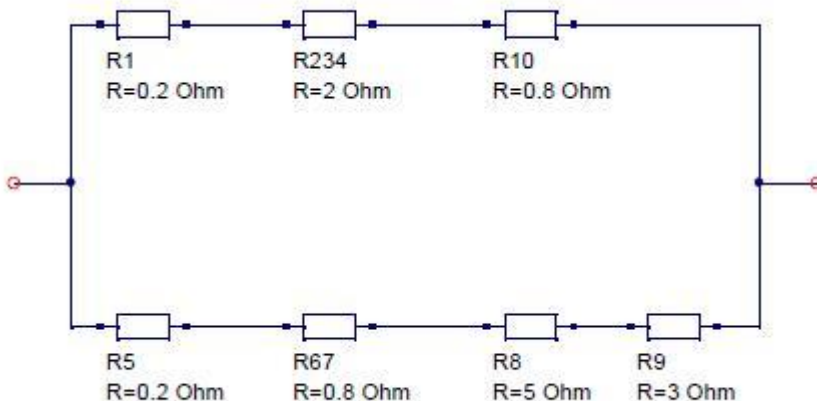 R1
R=0.2 Ohm
R234
R=2 Ohm
R10
R=0.8 Ohm
R5
R=0.2 Ohm
R67
R=0.8 Ohm
R8
R=5 Ohm
R9
R=3 Ohm